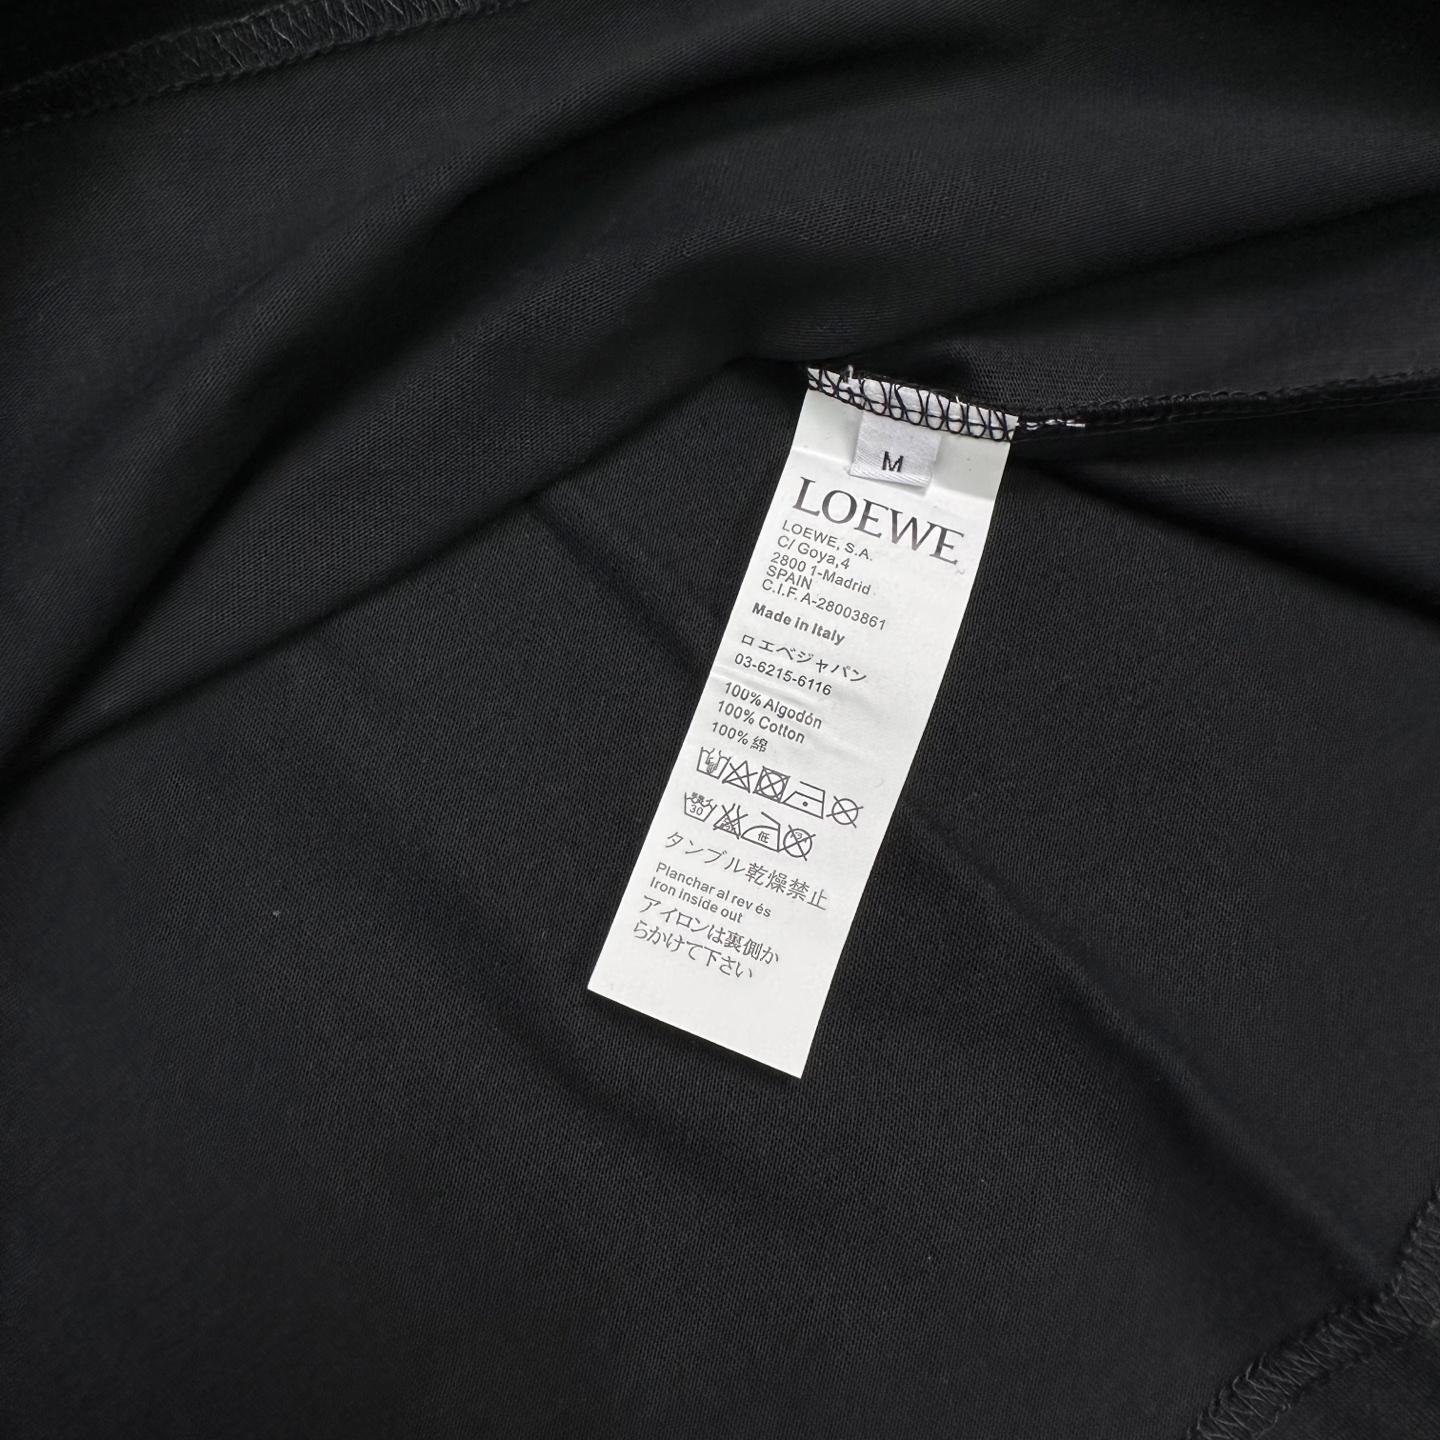 M
LOEWE
LOEWE, S.A.
C/ Goya,4
2800 1-Madrid
SPAIN
C.I.F. A-28003861
Made in Italy
ロエベジャパン
03-6215-6116
100% Algodón
100% Cotton
100% 綿
30
低
タンブル乾燥禁止
Planchar al rev és
Iron inside out
アイロンは裏側か
らかけて下さい